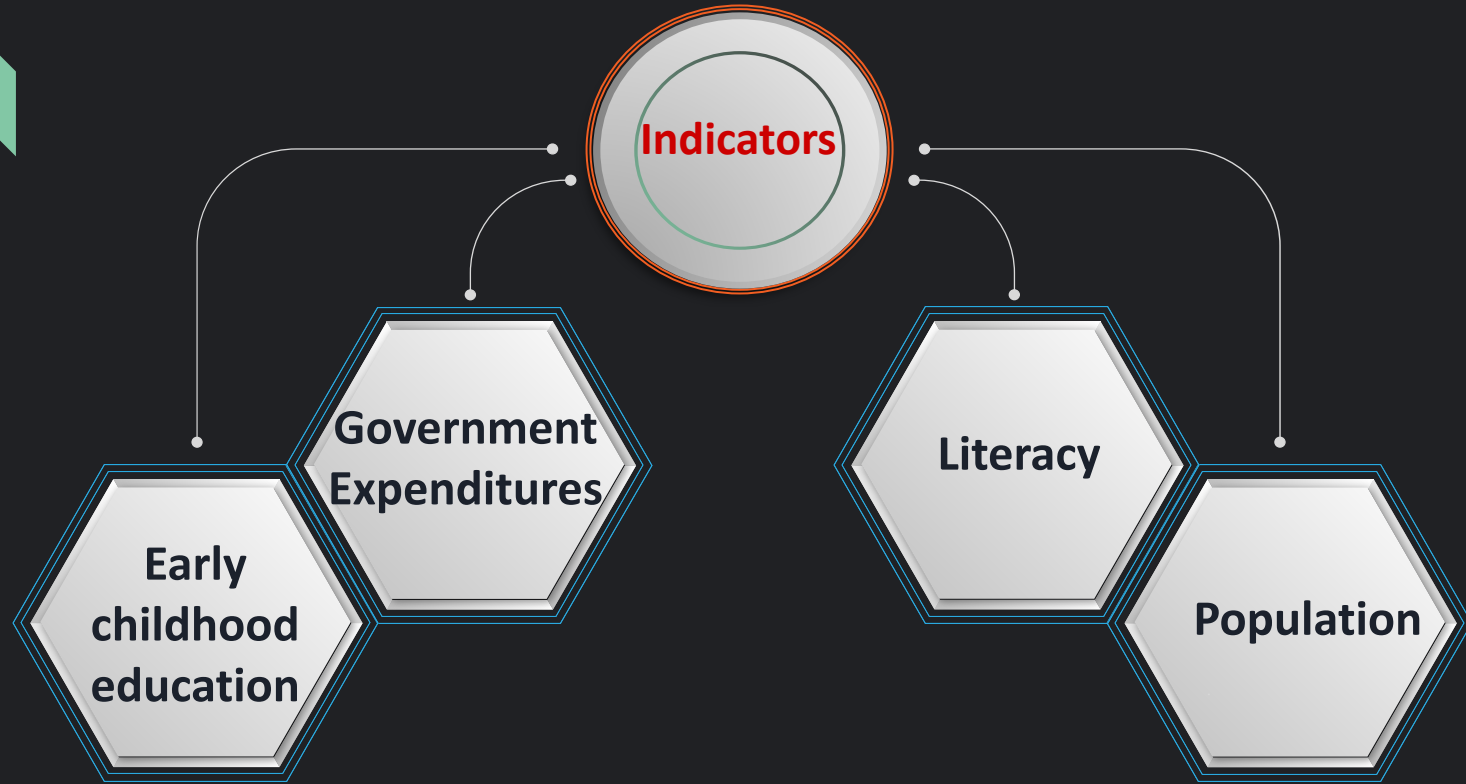 Indicators
Government
Expenditures
Literacy
Early
childhood
education
Population